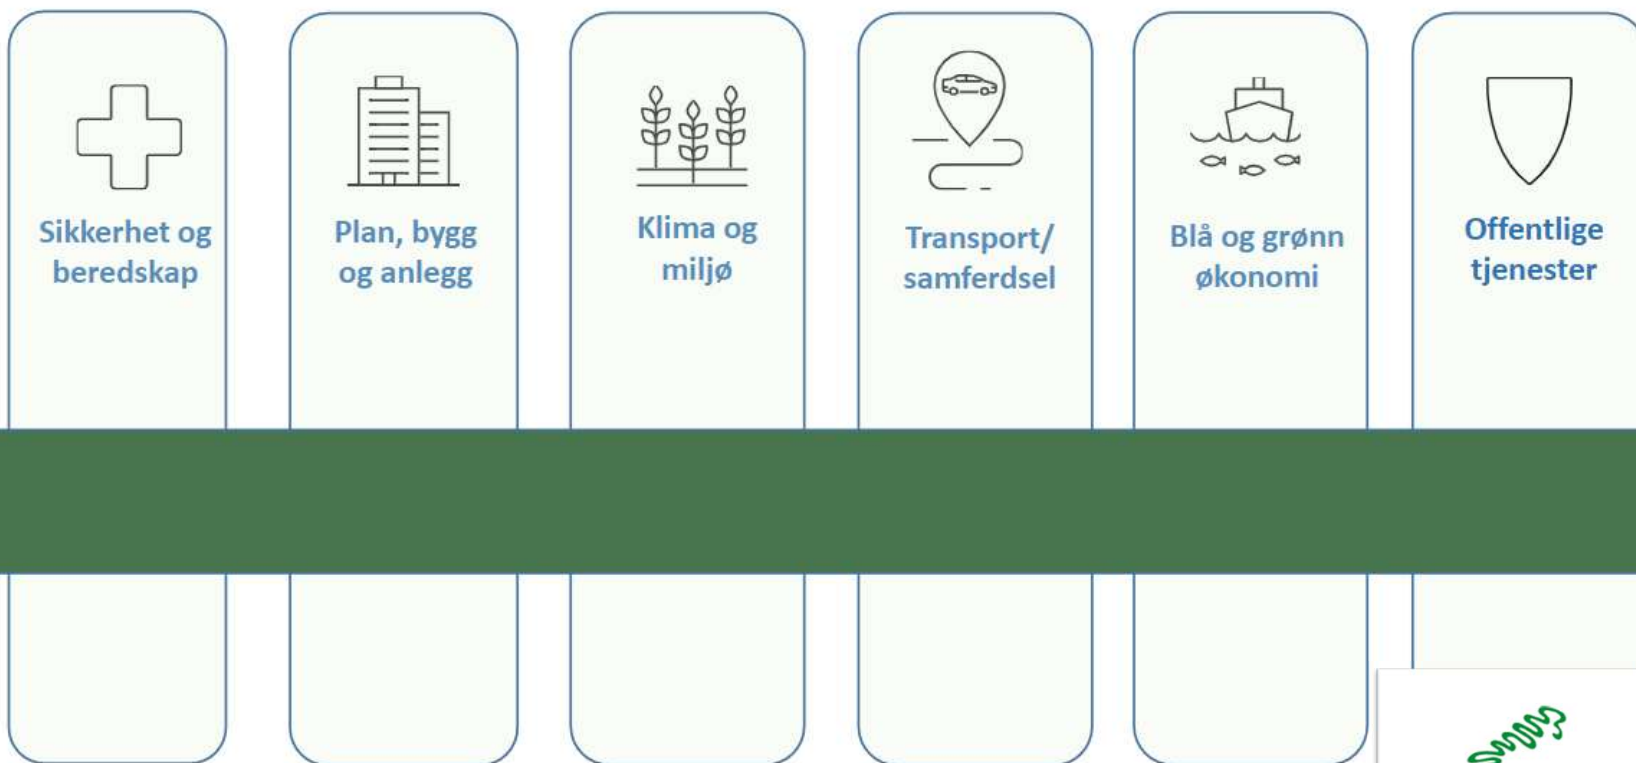 Sikkerhet og
beredskap
Plan, bygg
og anlegg
Klima og
miljø
Transport/
samferdsel
Blå og grønn
økonomi
Offentlige
tjenester